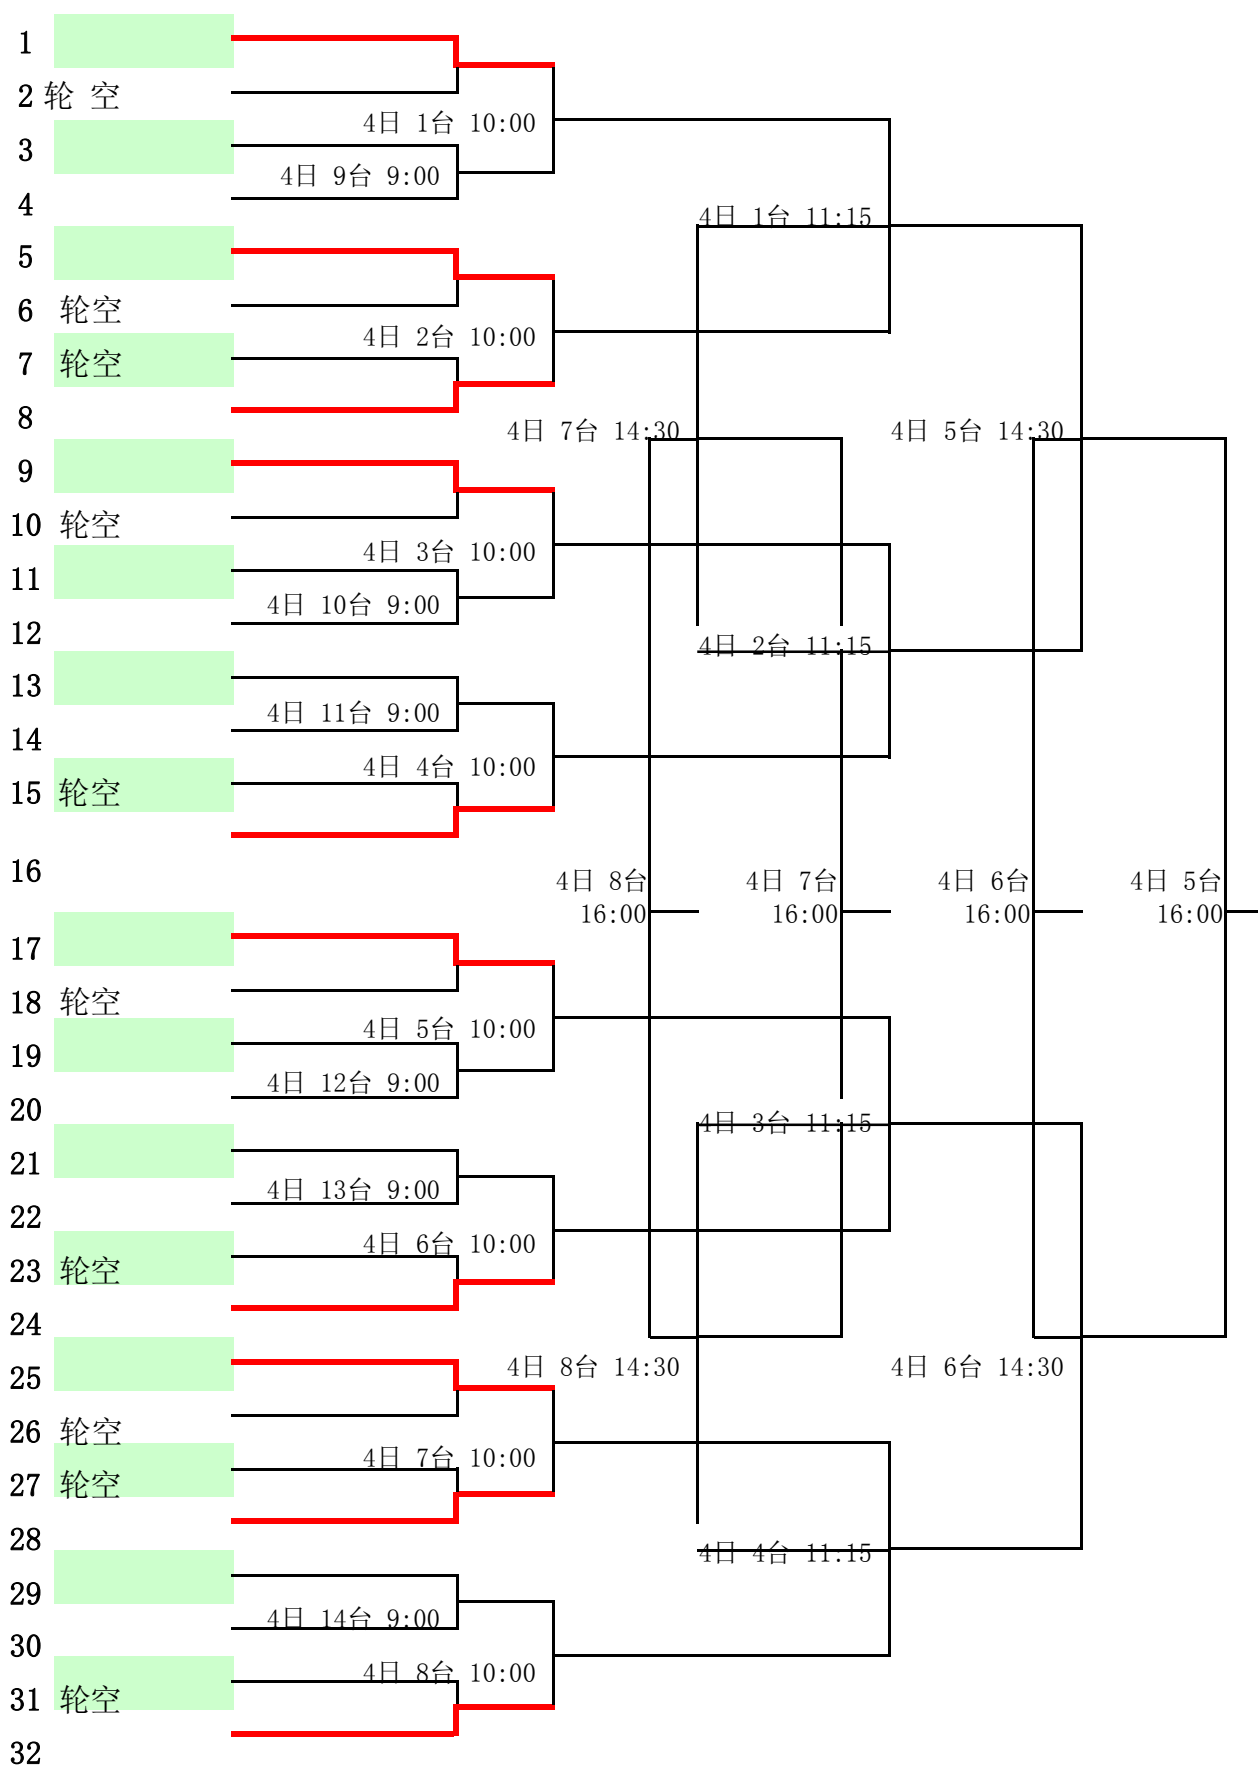 1
2 轮 空
4日 1台 10:00
3
4日 9台 9:00
4
4日 1台 11:15
5
6 轮空
4日 2台 10:00
7 轮空
8
4日 7台 14:30 4日 5台 14:30
9
10 轮空
4日 3台 10:00
11
4日 10台 9:00
12
4日 2台 11:15
13
4日 11台 9:00
14
4日 4台 10:00
15 轮空
16
4日 8台 4日 7台 4日 6台 4日 5台
16:00 16:00 16:00 16:00
17
18 轮空
4日 5台 10:00
19
4日 12台 9:00
20
4日 3台 11:15
21
4日 13台 9:00
22
4日 6台 10:00
23 轮空
24
4日 8台 14:30 4日 6台 14:30
25
26 轮空
4日 7台 10:00
27 轮空
28
4日 4台 11:15
29
4日 14台 9:00
30
4日 8台 10:00
31 轮空
32